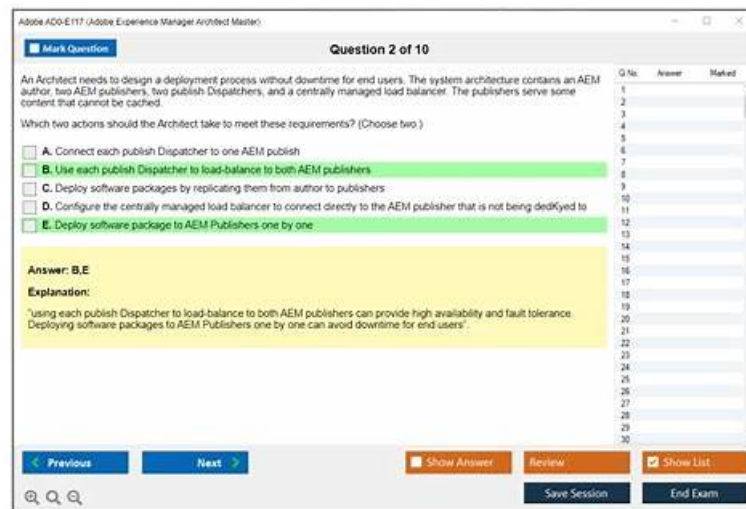 Adobe AD0-E117 (Adobe Experience Manager Architect Master)
Mark Question
Question 2 of 10
An Architect needs to design a deployment process without downtime for end users. The system architecture contains an AEM
author, two AEM publishers, two publish Dispatchers, and a centrally managed load balancer. The publishers serve some
content that cannot be cached.
Which two actions should the Architect take to meet these requirements? (Choose two.)
A. Connect each publish Dispatcher to one AEM publish
B. Use each publish Dispatcher to load-balance to both AEM publishers
C. Deploy software packages by replicating them from author to publishers
D. Configure the centrally managed load balancer to connect directly to the AEM publisher that is not being dedKyed to
E. Deploy software package to AEM Publishers one by one
Answer: B,E
Explanation:
"using each publish Dispatcher to load-balance to both AEM publishers can provide high availability and fault tolerance.
Deploying software packages to AEM Publishers one by one can avoid downtime for end users".
Q.No. Answer Marked
1
2
3
4
5
6
7
8
9
10
11
12
13
14
15
16
17
18
19
20
21
22
23
24
25
26
27
28
29
30
Previous
Next
Show Answer
Review
Show List
Save Session
End Exam